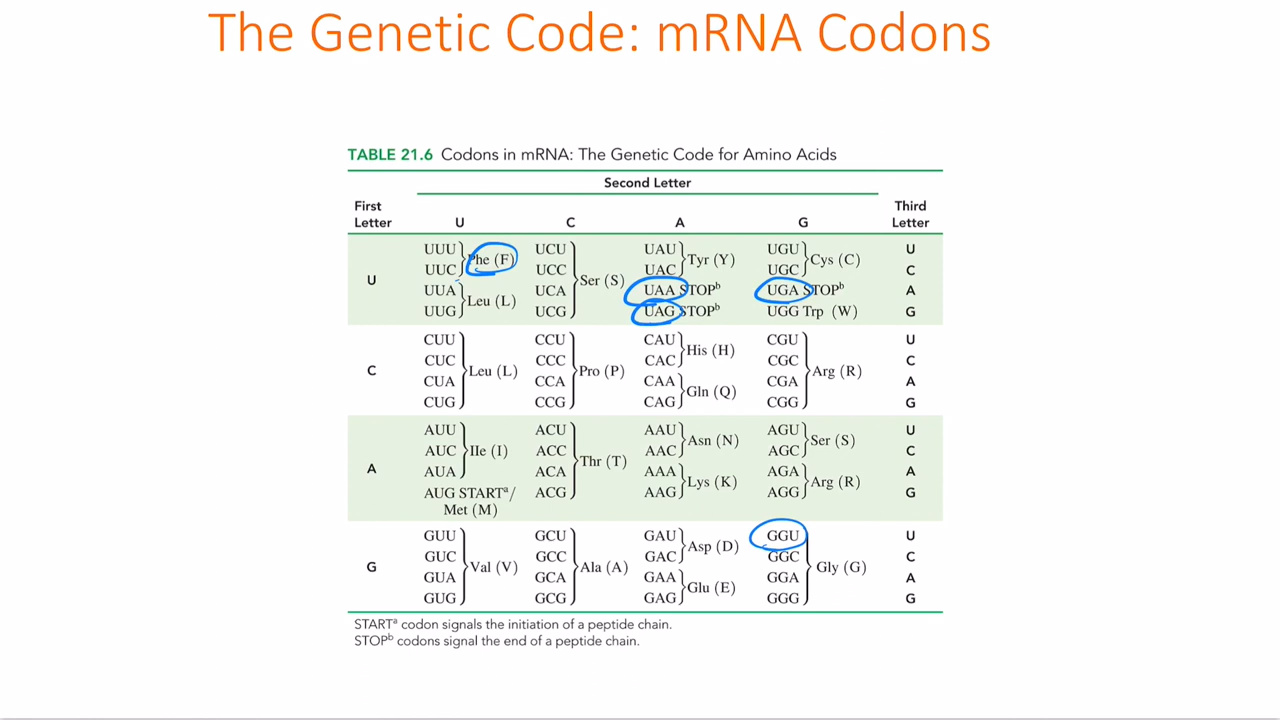 The Genetic Code: mRNA Codons
TABLE 21.6 Codons in mRNA: The Genetic Code for Amino Acids
Second Letter
First Letter U C A G Third Letter
U
UUU UUC Phe (F)
UUA UUG Leu (L)
UCU UCC UCA UCG Ser (S)
UAU UAC Tyr (Y)
UAA STOPb
UAG STOPb
UGU UGC Cys (C)
UGA STOPb
UGG Trp (W)
U C A G
C
CUU CUC CUA CUG Leu (L)
CCU CCC CCA CCG Pro (P)
CAU CAC His (H)
CAA CAG Gln (Q)
CGU CGC CGA CGG Arg (R)
U C A G
A
AUU AUC AUA IIe (I)
AUG STARTa/
Met (M)
ACU ACC ACA ACG Thr (T)
AAU AAC Asn (N)
AAA AAG Lys (K)
AGU AGC Ser (S)
AGA AGG Arg (R)
U C A G
G
GUU GUC GUA GUG Val (V)
GCU GCC GCA GCG Ala (A)
GAU GAC Asp (D)
GAA GAG Glu (E)
GGU GGC GGA GGG Gly (G)
U C A G
STARTa codon signals the initiation of a peptide chain.
STOPb codons signal the end of a peptide chain.